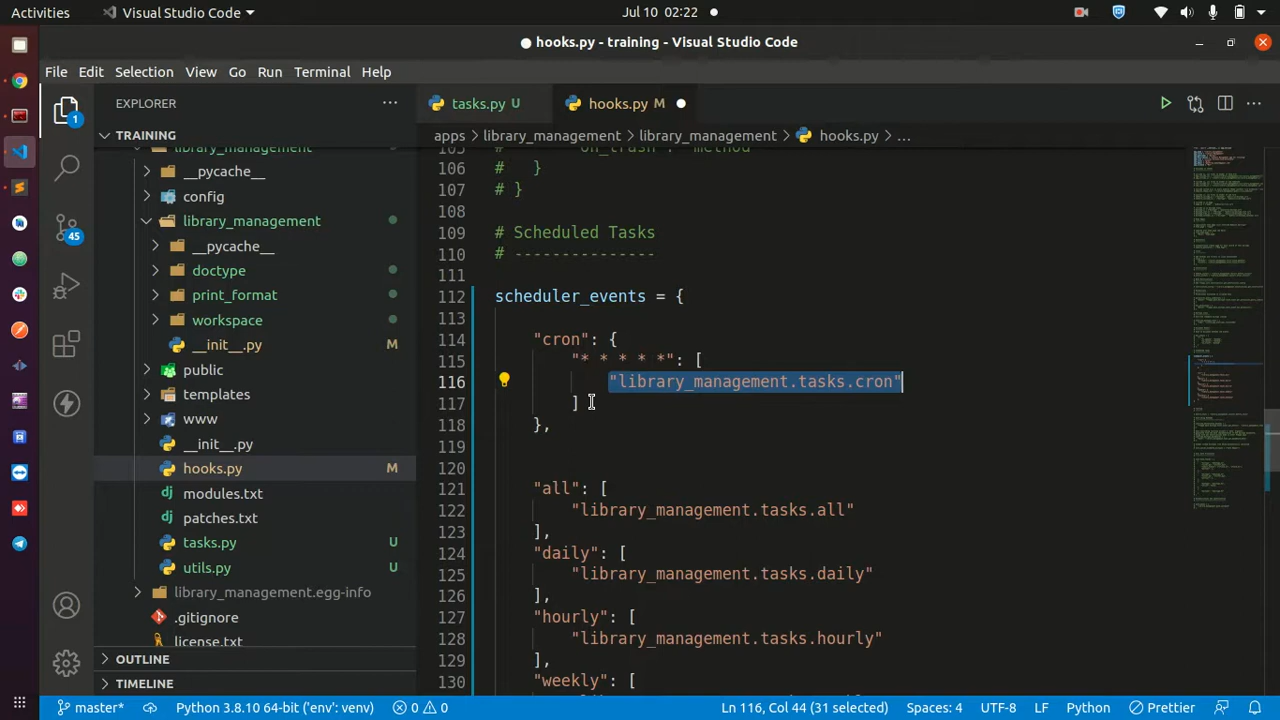 Activities
Visual Studio Code
Jul 10 02:22
hooks.py - training - Visual Studio Code
File Edit Selection View Go Run Terminal Help
EXPLORER
tasks.py U
hooks.py M
TRAINING
apps library_management library_management hooks.py ...
library_management
__pycache__
config
library_management
__pycache__
doctype
print_format
workspace
__init__.py M
public
templates
www
__init__.py
hooks.py M
modules.txt
patches.txt
tasks.py U
utils.py U
library_management.egg-info
.gitignore
license.txt
OUTLINE
TIMELINE
1
45
105 # "on_trash": "method"
106 # }
107 # }
108
109 # Scheduled Tasks
110 # ---------------
111
112 scheduler_events = {
113
114 "cron": {
115 "* * * * *": [
116 "library_management.tasks.cron"
117 ]
118 },
119
120
121 "all": [
122 "library_management.tasks.all"
123 ],
124 "daily": [
125 "library_management.tasks.daily"
126 ],
127 "hourly": [
128 "library_management.tasks.hourly"
129 ],
130 "weekly": [
master*
Python 3.8.10 64-bit ('env': venv)
0 0
Ln 116, Col 44 (31 selected)
Spaces: 4
UTF-8
LF
Python
Prettier